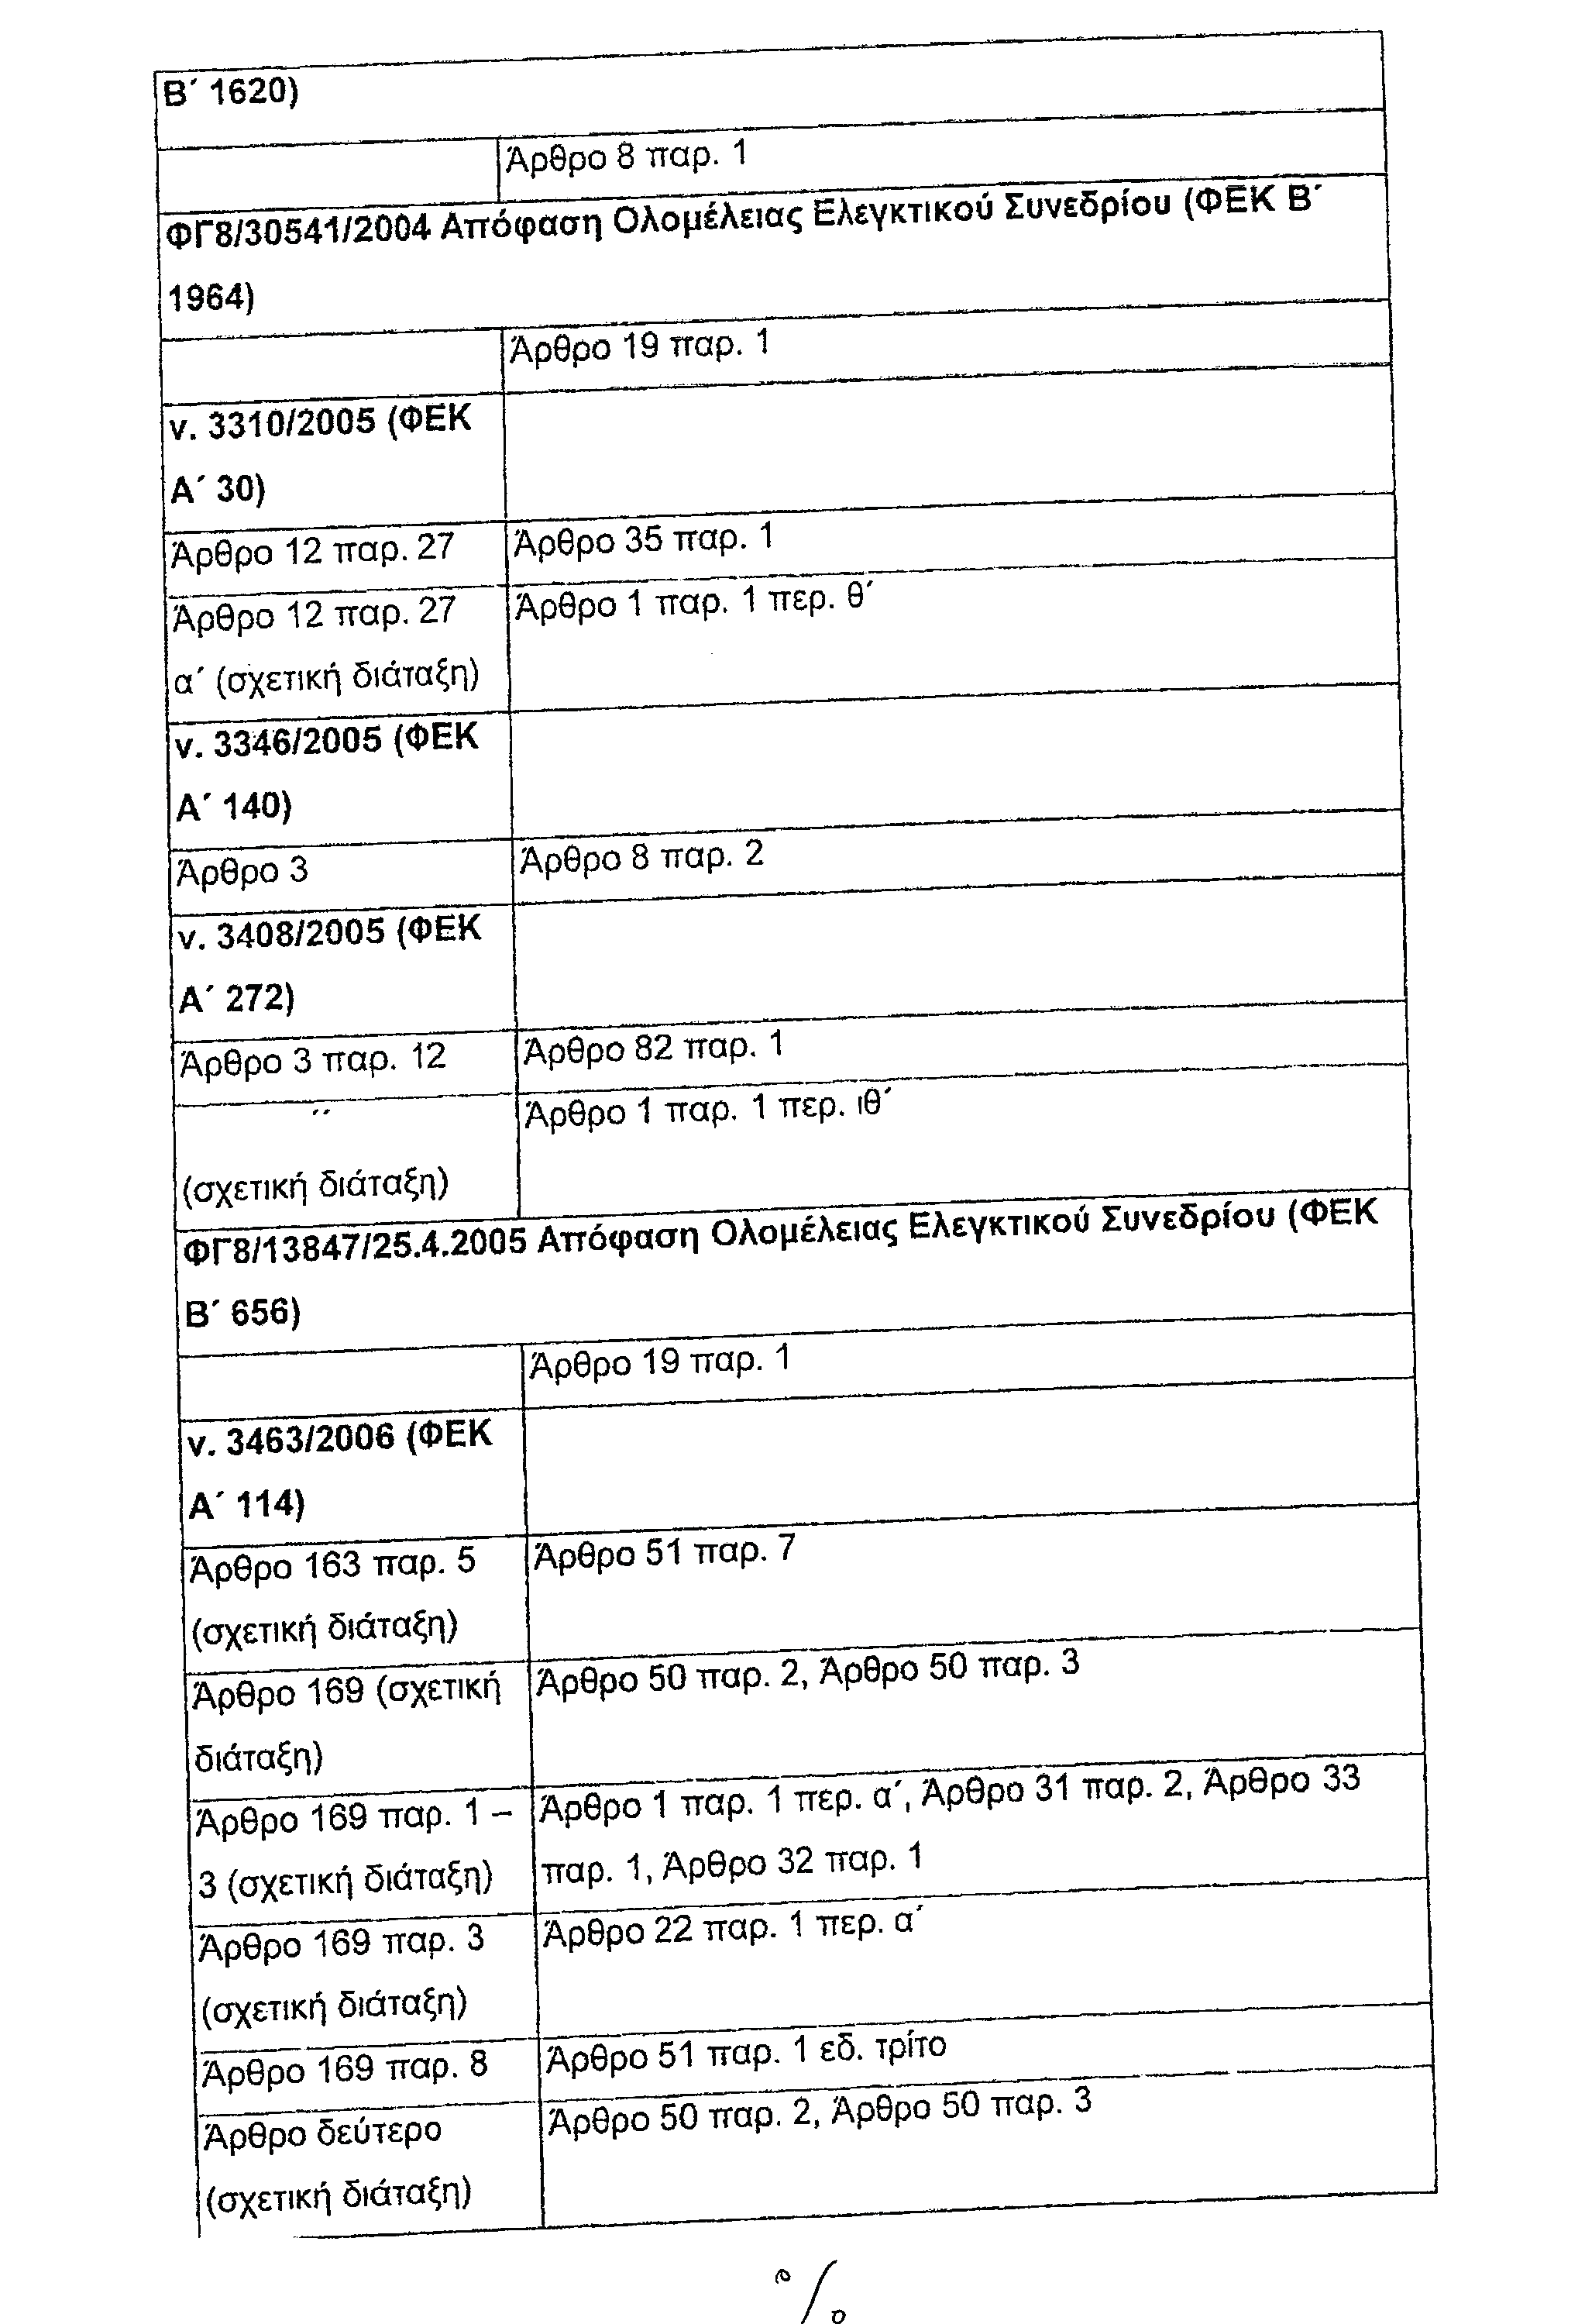 Β΄ 1620)
Άρθρο 8 παρ. 1
ΦΓ8/30541/2004 Απόφαση Ολομέλειας Ελεγκτικού Συνεδρίου (ΦΕΚ Β΄
1964)
Άρθρο 19 παρ. 1
ν. 3310/2005 (ΦΕΚ
Α΄ 30)
Άρθρο 12 παρ. 27 Άρθρο 35 παρ. 1
Άρθρο 12 παρ. 27 Άρθρο 1 παρ. 1 περ. θ΄
α΄ (σχετική διάταξη)
ν. 3346/2005 (ΦΕΚ
Α΄ 140)
Άρθρο 3 Άρθρο 8 παρ. 2
ν. 3408/2005 (ΦΕΚ
Α΄ 272)
Άρθρο 3 παρ. 12 Άρθρο 82 παρ. 1
΄΄ Άρθρο 1 παρ. 1 περ. ιθ΄
(σχετική διάταξη)
ΦΓ8/13847/25.4.2005 Απόφαση Ολομέλειας Ελεγκτικού Συνεδρίου (ΦΕΚ
Β΄ 656)
Άρθρο 19 παρ. 1
ν. 3463/2006 (ΦΕΚ
Α΄ 114)
Άρθρο 163 παρ. 5 Άρθρο 51 παρ. 7
(σχετική διάταξη)
Άρθρο 169 (σχετική Άρθρο 50 παρ. 2, Άρθρο 50 παρ. 3
διάταξη)
Άρθρο 169 παρ. 1 – Άρθρο 1 παρ. 1 περ. α΄, Άρθρο 31 παρ. 2, Άρθρο 33
3 (σχετική διάταξη) παρ. 1, Άρθρο 32 παρ. 1
Άρθρο 169 παρ. 3 Άρθρο 22 παρ. 1 περ. α΄
(σχετική διάταξη)
Άρθρο 169 παρ. 8 Άρθρο 51 παρ. 1 εδ. τρίτο
Άρθρο δεύτερο Άρθρο 50 παρ. 2, Άρθρο 50 παρ. 3
(σχετική διάταξη)
%